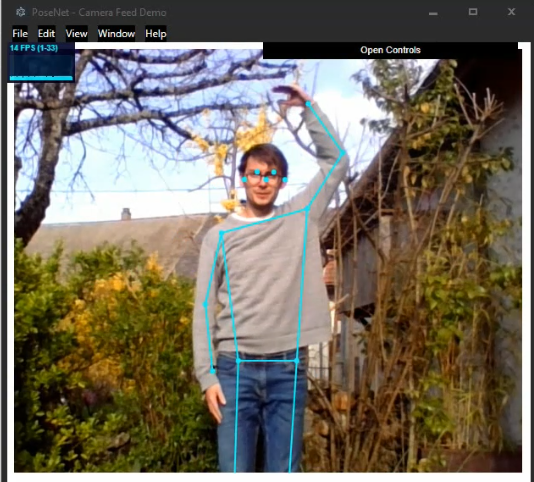 PoseNet - Camera Feed Demo
File Edit View Window Help
14 FPS (1-33)
Open Controls